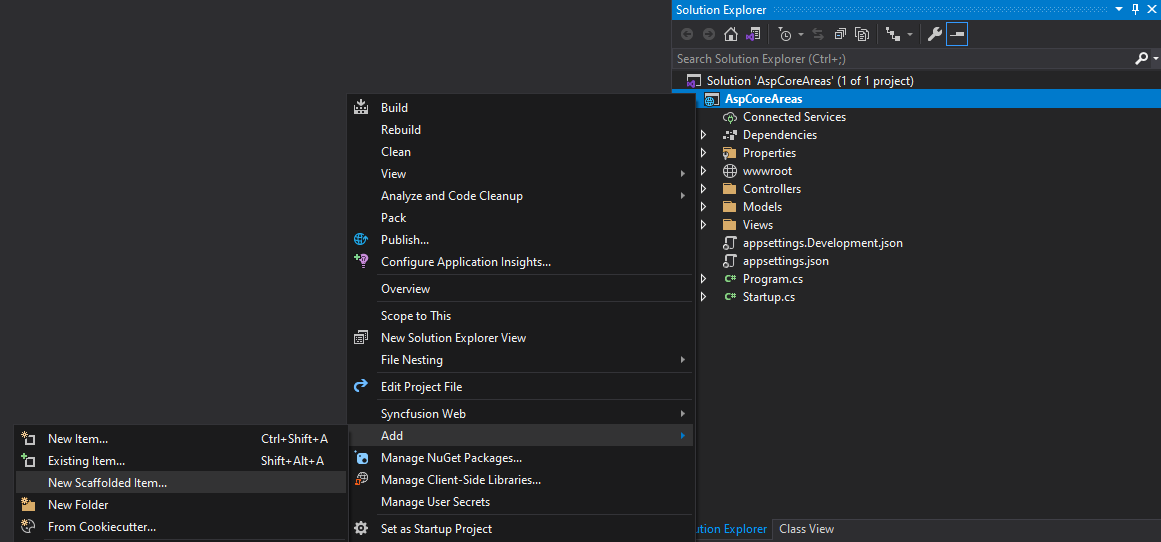 Solution Explorer
Search Solution Explorer (Ctrl+;)
Solution 'AspCoreAreas' (1 of 1 project)
AspCoreAreas
Connected Services
Dependencies
Properties
wwwroot
Controllers
Models
Views
appsettings.Development.json
appsettings.json
C# Program.cs
C# Startup.cs
Build
Rebuild
Clean
View
Analyze and Code Cleanup
Pack
Publish...
Configure Application Insights...
Overview
Scope to This
New Solution Explorer View
File Nesting
Edit Project File
Syncfusion Web
Add
Manage NuGet Packages...
Manage Client-Side Libraries...
Manage User Secrets
Set as Startup Project
New Item... Ctrl+Shift+A
Existing Item... Shift+Alt+A
New Scaffolded Item...
New Folder
From Cookiecutter...
Explorer Class View